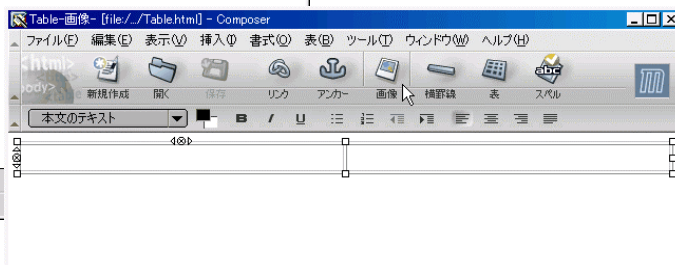 Table-画像- [file:/.../Table.html] - Composer
ファイル(F) 編集(E) 表示(V) 挿入(I) 書式(O) 表(B) ツール(T) ウィンドウ(W) ヘルプ(H)
<html>
body>
新規作成 開く 保存 リンク アンカー 画像 横罫線 表 スペル
abc
m
本文のテキスト B I U